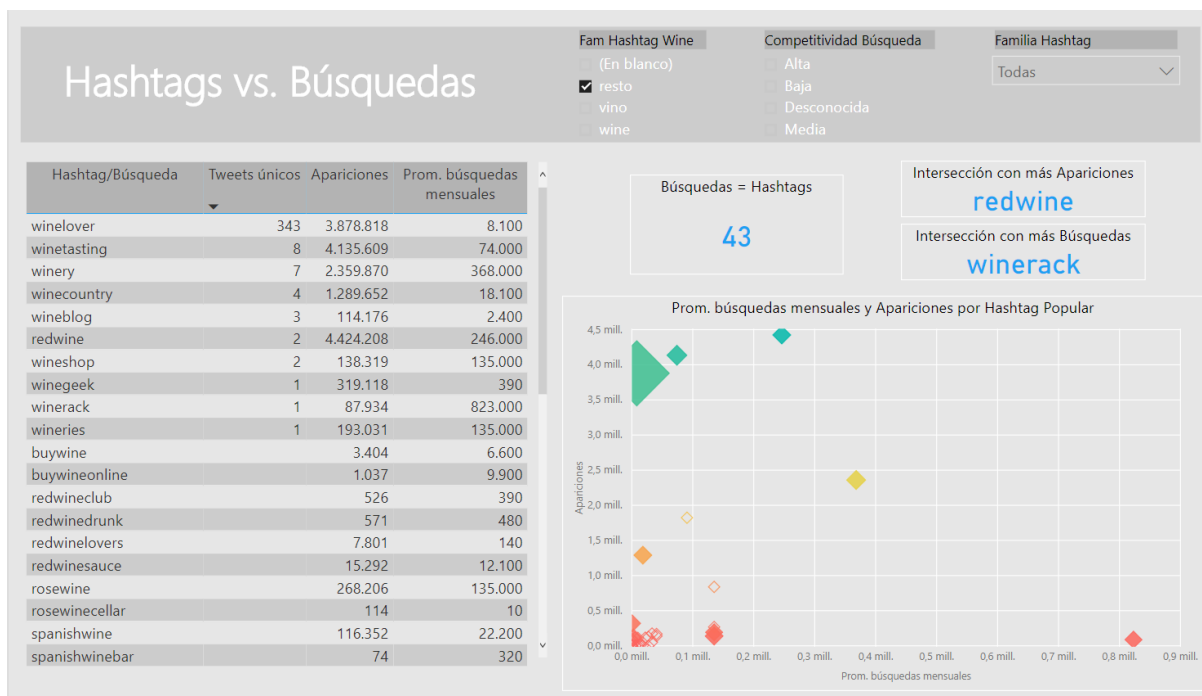 Hashtags vs. Búsquedas
Fam Hashtag Wine
(En blanco)
resto
vino
wine
Competitividad Búsqueda
Alta
Baja
Desconocida
Media
Familia Hashtag
Todas
Hashtag/Búsqueda Tweets únicos Apariciones Prom. búsquedas
mensuales
winelover 343 3.878.818 8.100
winetasting 8 4.135.609 74.000
winery 7 2.359.870 368.000
winecountry 4 1.289.652 18.100
wineblog 3 114.176 2.400
redwine 2 4.424.208 246.000
wineshop 2 138.319 135.000
winegeek 1 319.118 390
winerack 1 87.934 823.000
wineries 1 193.031 135.000
buywine 3.404 6.600
buywineonline 1.037 9.900
redwineclub 526 390
redwinedrunk 571 480
redwinelovers 7.801 140
redwinesauce 15.292 12.100
rosewine 268.206 135.000
rosewinecellar 114 10
spanishwine 116.352 22.200
spanishwinebar 74 320
Búsquedas = Hashtags
43
Intersección con más Apariciones
redwine
Intersección con más Búsquedas
winerack
Prom. búsquedas mensuales y Apariciones por Hashtag Popular
Apariciones
4,5 mill.
4,0 mill.
3,5 mill.
3,0 mill.
2,5 mill.
2,0 mill.
1,5 mill.
1,0 mill.
0,5 mill.
0,0 mill.
0,0 mill. 0,1 mill. 0,2 mill. 0,3 mill. 0,4 mill. 0,5 mill. 0,6 mill. 0,7 mill. 0,8 mill. 0,9 mill.
Prom. búsquedas mensuales